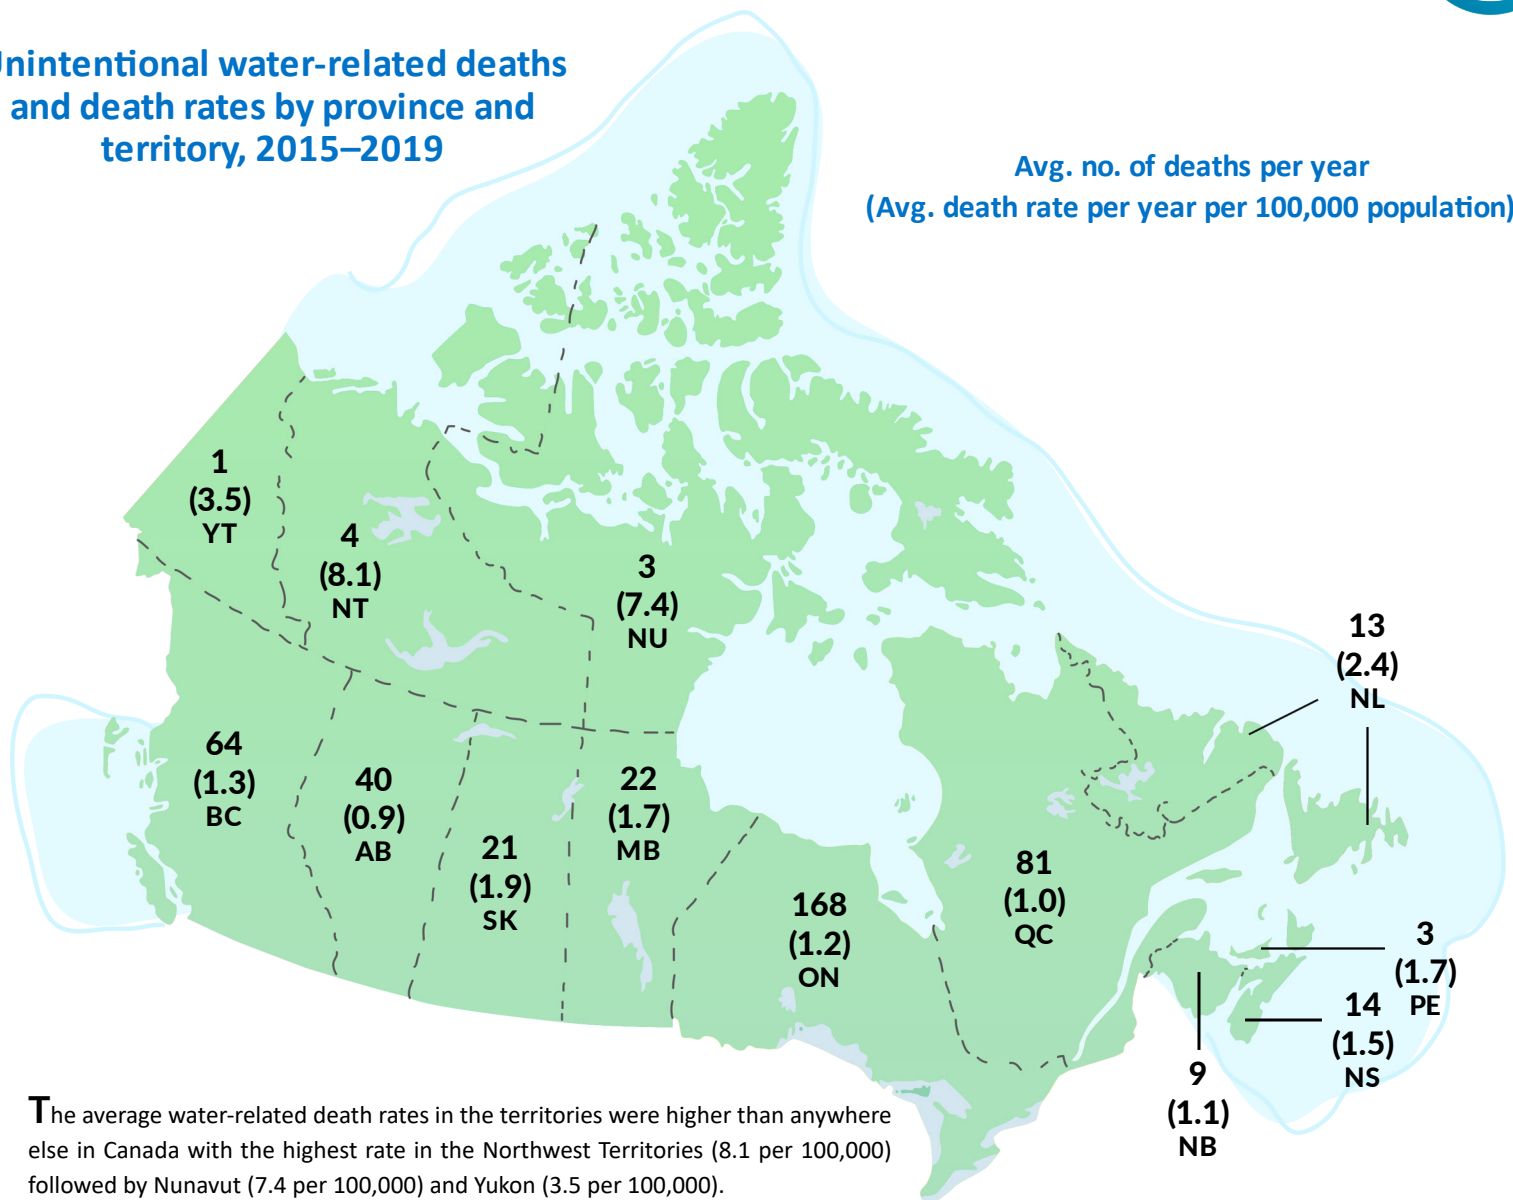 nintentional water-related deaths
and death rates by province and
territory, 2015–2019
Avg. no. of deaths per year
(Avg. death rate per year per 100,000 population)
1
(3.5)
YT
4
(8.1)
NT
3
(7.4)
NU
13
(2.4)
NL
64
(1.3)
BC
40
(0.9)
AB
21
(1.9)
SK
22
(1.7)
MB
168
(1.2)
ON
81
(1.0)
QC
3
(1.7)
PE
14
(1.5)
NS
9
(1.1)
NB
The average water-related death rates in the territories were higher than anywhere
else in Canada with the highest rate in the Northwest Territories (8.1 per 100,000)
followed by Nunavut (7.4 per 100,000) and Yukon (3.5 per 100,000).